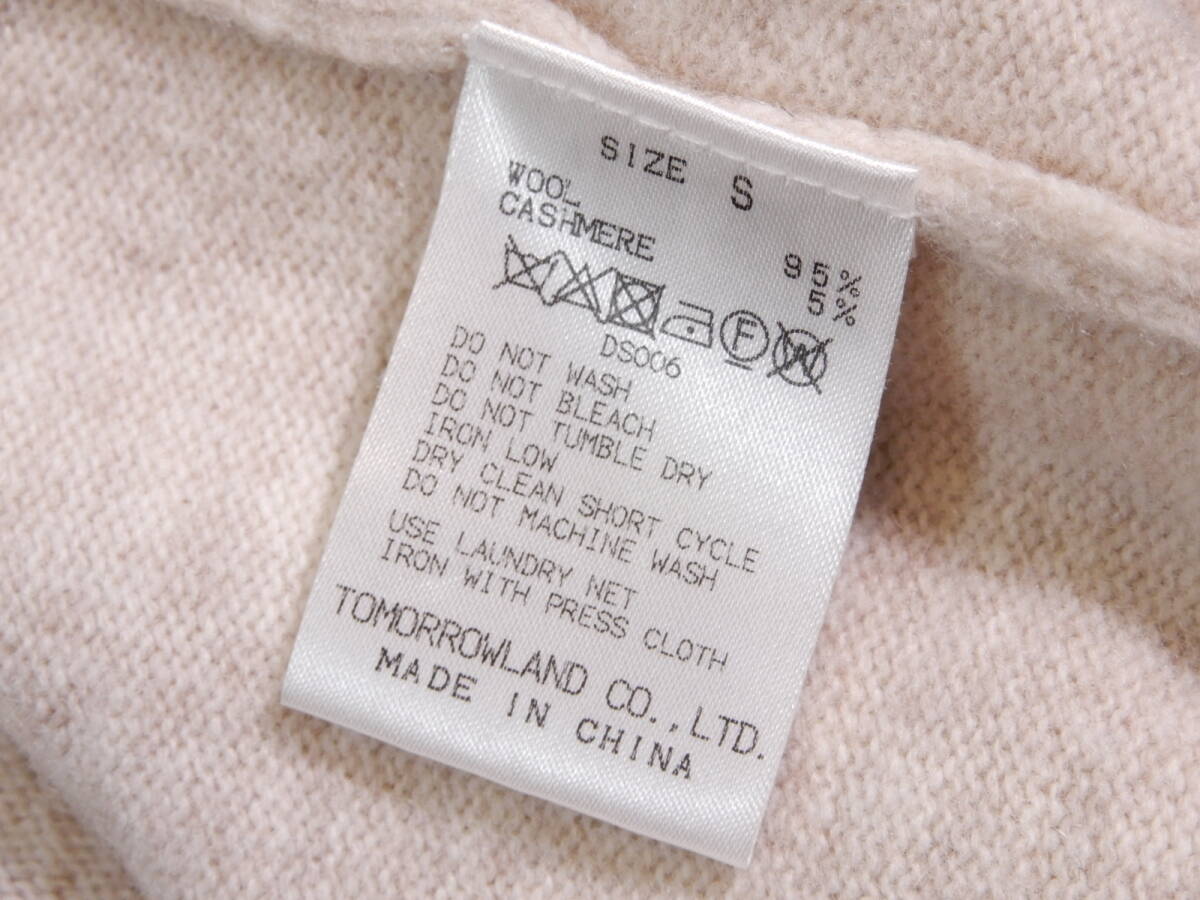 SIZE S
WOOL 95%
CASHMERE 5%
F W
DS006
DO NOT WASH
DO NOT BLEACH
DO NOT TUMBLE DRY
IRON LOW
DRY CLEAN SHORT CYCLE
DO NOT MACHINE WASH
USE LAUNDRY NET
IRON WITH PRESS CLOTH
TOMORROWLAND CO.,LTD.
MADE IN CHINA